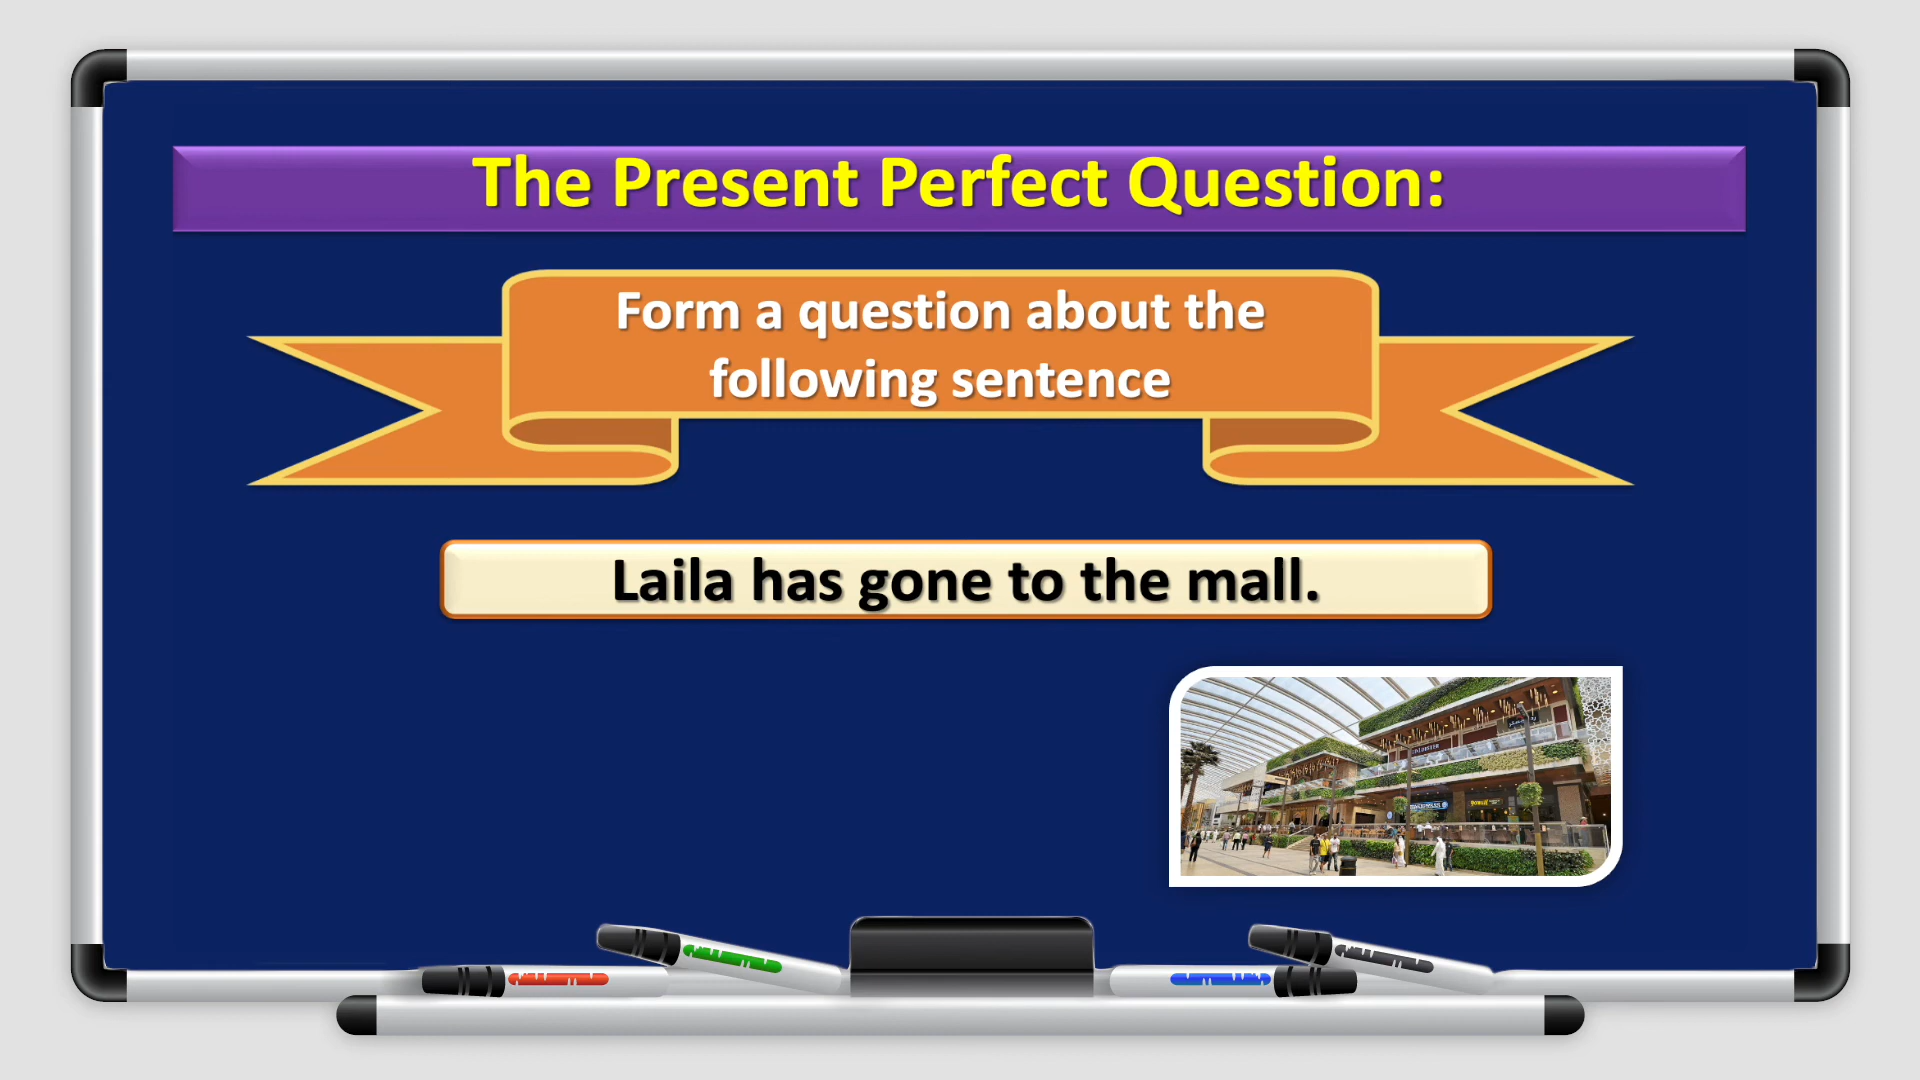 The Present Perfect Question:
Form a question about the
following sentence
Laila has gone to the mall.